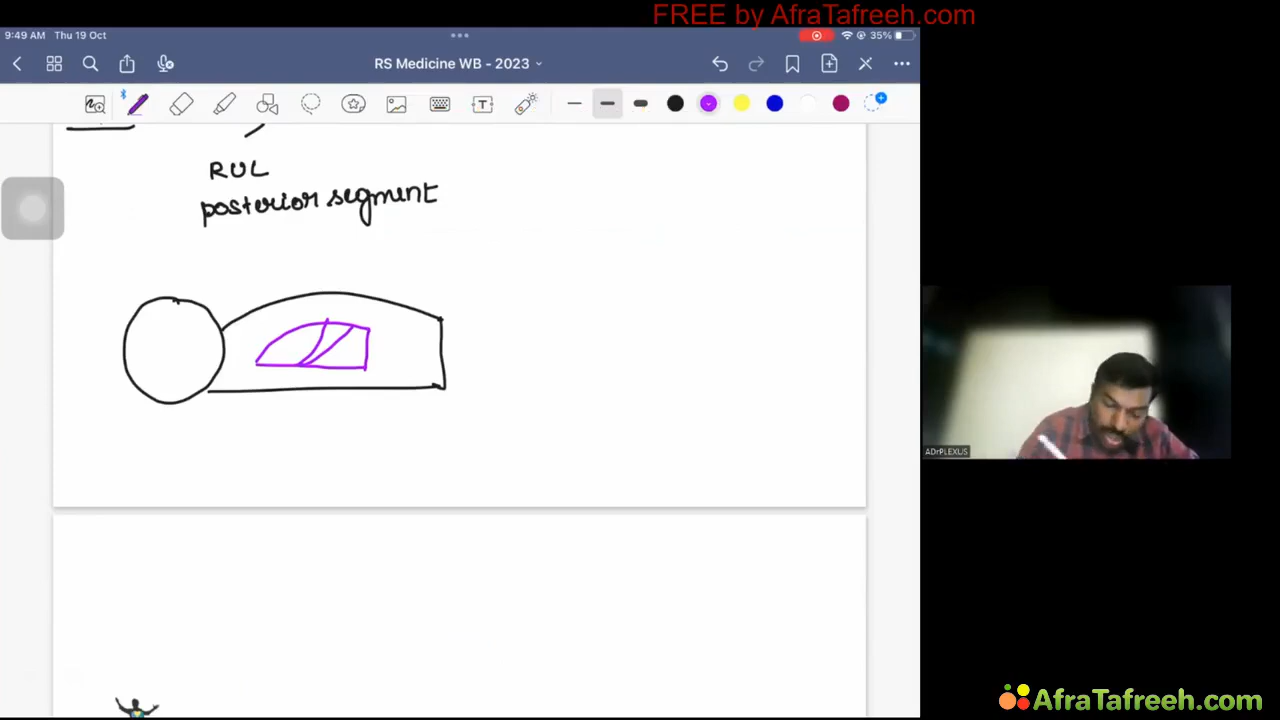 FREE by AfraTafreeh.com
9:49 AM Thu 19 Oct
35%
RS Medicine WB - 2023
T
RUL
posterior segment
ADrPLEXUS
AfraTafreeh.com